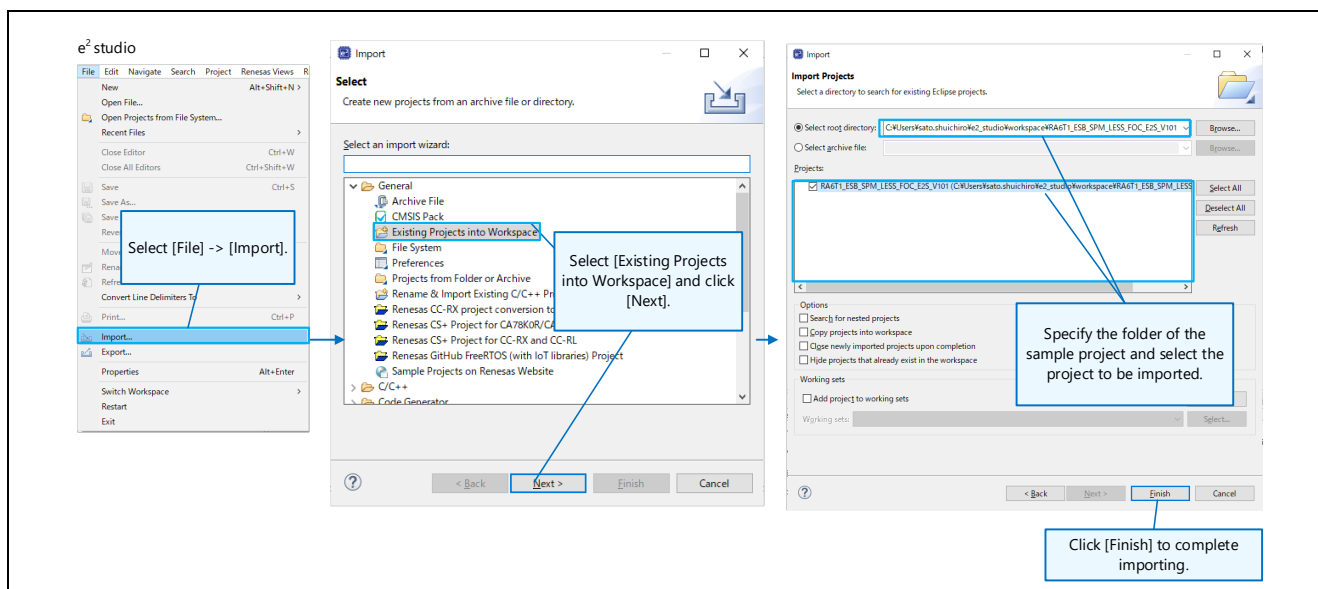 e² studio
File Edit Navigate Search Project Renesas Views R
New Alt+Shift+N >
Open File...
Open Projects from File System...
Recent Files >
Close Editor Ctrl+W
Close All Editors Ctrl+Shift+W
Save Ctrl+S
Save As...
Save
Reve
Move
Rena
Refre
Convert Line Delimiters To >
Print... Ctrl+P
Import...
Export...
Properties Alt+Enter
Switch Workspace >
Restart
Exit
Select [File] -> [Import].
Import
Select
Create new projects from an archive file or directory.
Select an import wizard:
General
Archive File
CMSIS Pack
Existing Projects into Workspace
File System
Preferences
Projects from Folder or Archive
Rename & Import Existing C/C++ Pr
Renesas CC-RX project conversion to
Renesas CS+ Project for CA78K0R/CA
Renesas CS+ Project for CC-RX and CC-RL
Renesas GitHub FreeRTOS (with IoT libraries) Project
Sample Projects on Renesas Website
C/C++
Code Generator
Select [Existing Projects
into Workspace] and click
[Next].
< Back Next > Finish Cancel
Import
Import Projects
Select a directory to search for existing Eclipse projects.
Select root directory: C:¥Users¥sato.shuichiro¥e2_studio¥workspace¥RA6T1_ESB_SPM_LESS_FOC_E2S_V101 Browse...
Select archive file: Browse...
Projects:
RA6T1_ESB_SPM_LESS_FOC_E2S_V101 (C:¥Users¥sato.shuichiro¥e2_studio¥workspace¥RA6T1_ESB_SPM_LESS
Select All
Deselect All
Refresh
Options
Search for nested projects
Copy projects into workspace
Close newly imported projects upon completion
Hide projects that already exist in the workspace
Working sets
Add project to working sets
Working sets: Select...
Specify the folder of the
sample project and select the
project to be imported.
< Back Next > Finish Cancel
Click [Finish] to complete
importing.